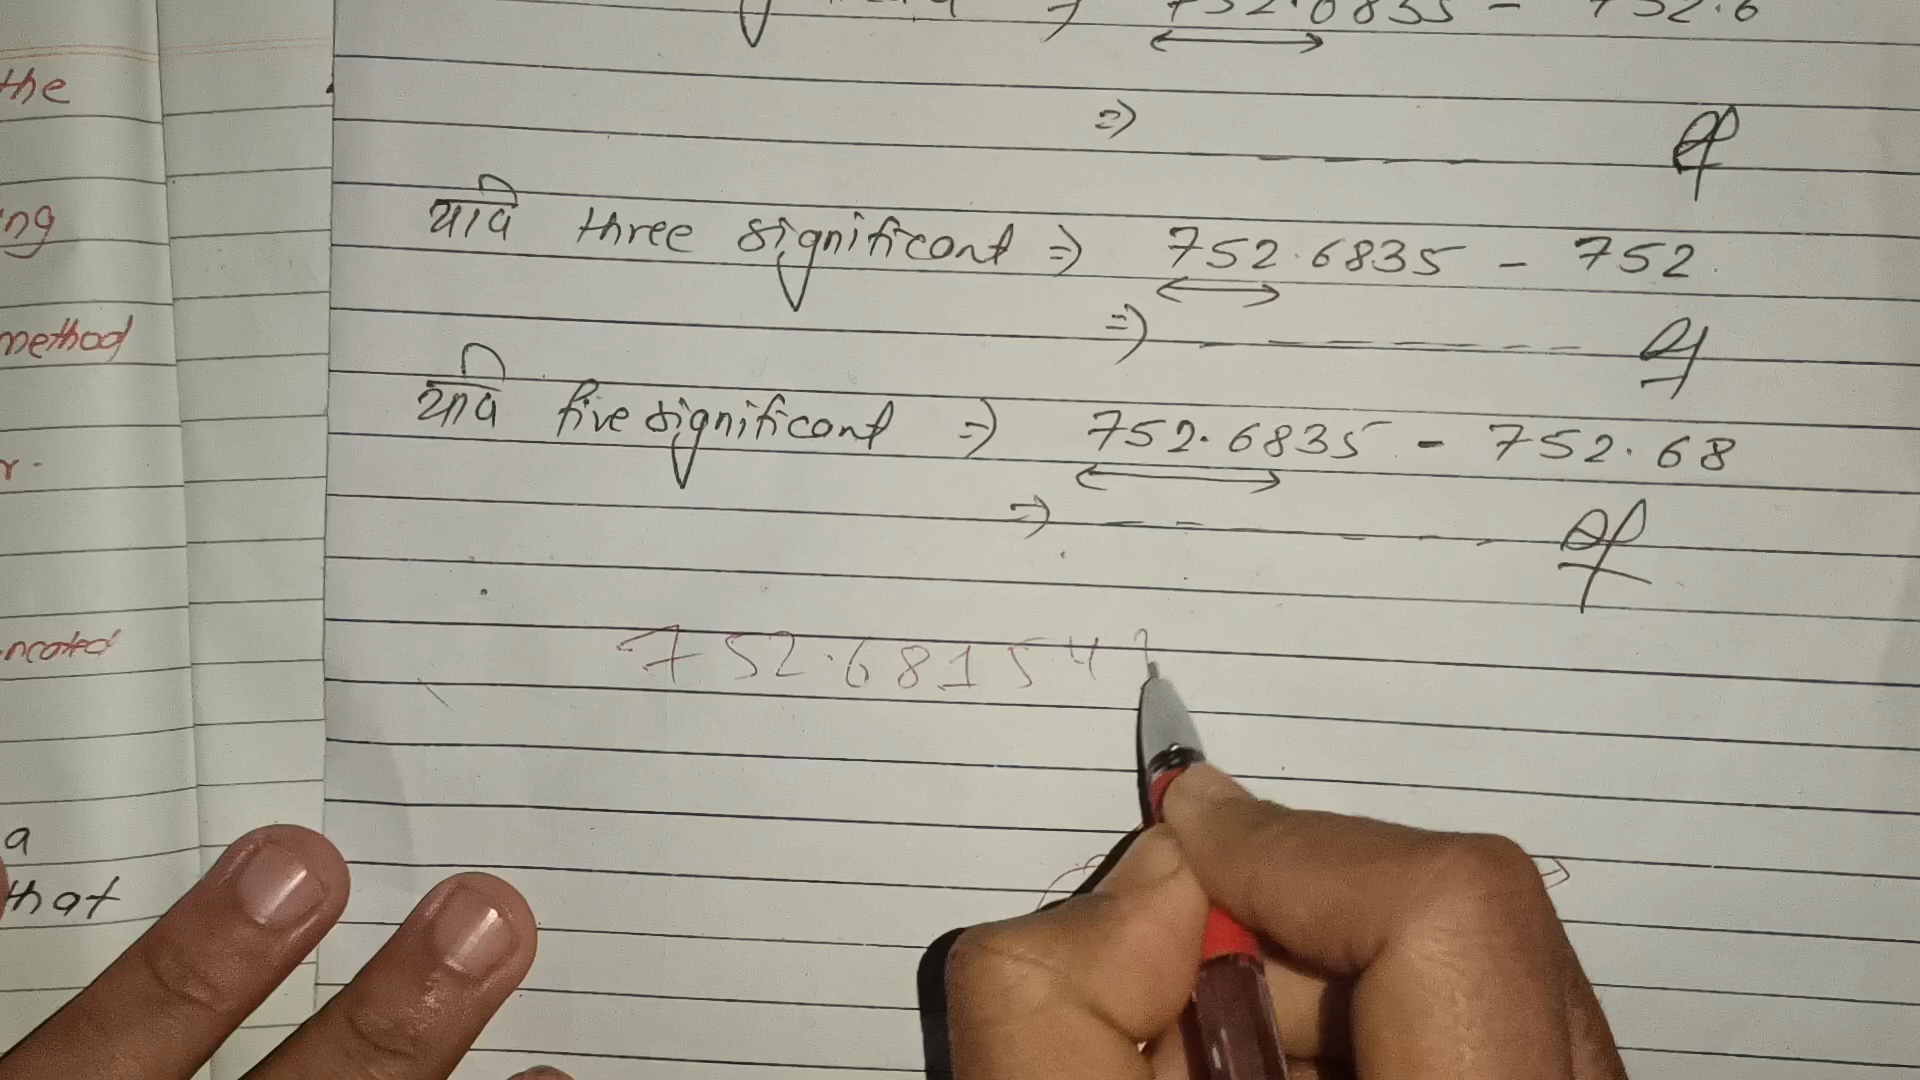 752.6835 - 752.6
the
⇒ - - - -
ng
यदि three significant ⇒ 752.6835 - 752
method
⇒ - - - - - -
यदि five significant ⇒ 752.6835 - 752.68
r.
⇒ - - - - -
ncated
752.68154
a
that